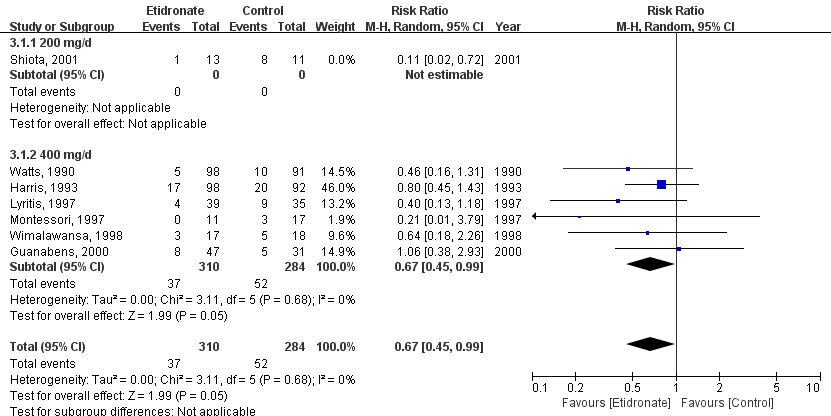 Etidronate Control Risk Ratio Risk Ratio
Study or Subgroup Events Total Events Total Weight M-H, Random, 95% CI Year M-H, Random, 95% CI
3.1.1 200 mg/d
Shiota, 2001 1 13 8 11 0.0% 0.11 [0.02, 0.72] 2001
Subtotal (95% CI) 0 0 Not estimable
Total events 0 0
Heterogeneity: Not applicable
Test for overall effect: Not applicable
3.1.2 400 mg/d
Watts, 1990 5 98 10 91 14.5% 0.46 [0.16, 1.31] 1990
Harris, 1993 17 98 20 92 46.0% 0.80 [0.45, 1.43] 1993
Lyritis, 1997 4 39 9 35 13.2% 0.40 [0.13, 1.18] 1997
Montessori, 1997 0 11 3 17 1.9% 0.21 [0.01, 3.79] 1997
Wimalawansa, 1998 3 17 5 18 9.6% 0.64 [0.18, 2.26] 1998
Guanabens, 2000 8 47 5 31 14.9% 1.06 [0.38, 2.93] 2000
Subtotal (95% CI) 310 284 100.0% 0.67 [0.45, 0.99]
Total events 37 52
Heterogeneity: Tau² = 0.00; Chi² = 3.11, df = 5 (P = 0.68); I² = 0%
Test for overall effect: Z = 1.99 (P = 0.05)
Total (95% CI) 310 284 100.0% 0.67 [0.45, 0.99]
Total events 37 52
Heterogeneity: Tau² = 0.00; Chi² = 3.11, df = 5 (P = 0.68); I² = 0%
Test for overall effect: Z = 1.99 (P = 0.05)
Test for subgroup differences: Not applicable
0.1 0.2 0.5 1 2 5 10
Favours [Etidronate] Favours [Control]